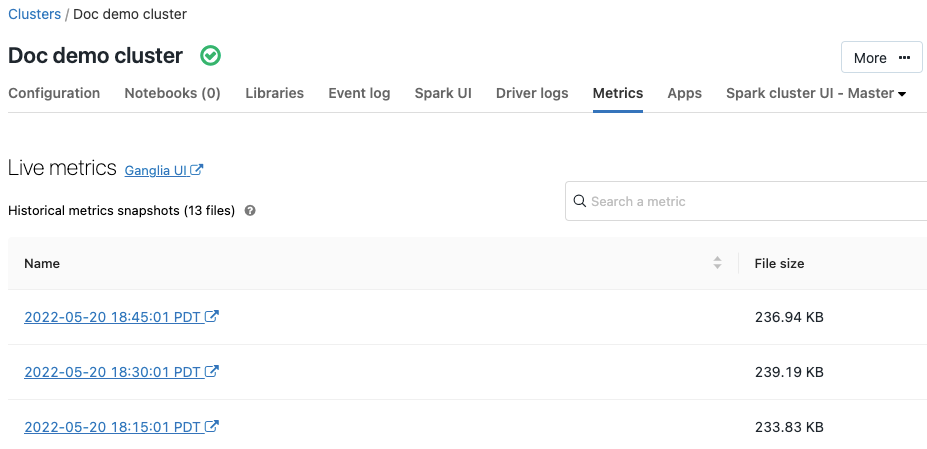 Clusters / Doc demo cluster
Doc demo cluster
More ···
Configuration Notebooks (0) Libraries Event log Spark UI Driver logs Metrics Apps Spark cluster UI - Master
Live metrics Ganglia UI
Historical metrics snapshots (13 files) ?
Search a metric
Name File size
2022-05-20 18:45:01 PDT 236.94 KB
2022-05-20 18:30:01 PDT 239.19 KB
2022-05-20 18:15:01 PDT 233.83 KB